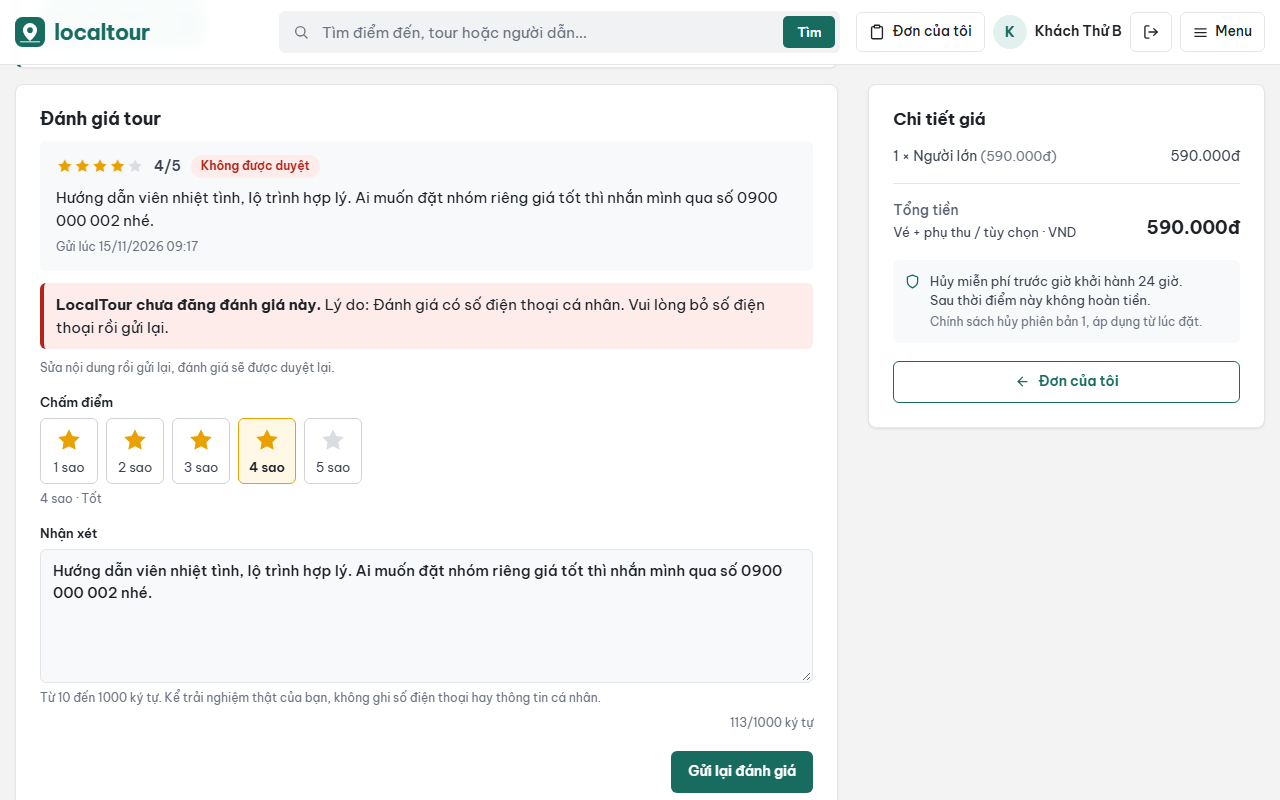 localtour
Tìm điểm đến, tour hoặc người dẫn...
Tìm
Đơn của tôi
K
Khách Thử B
Menu
Đánh giá tour
4/5
Không được duyệt
Hướng dẫn viên nhiệt tình, lộ trình hợp lý. Ai muốn đặt nhóm riêng giá tốt thì nhắn mình qua số 0900
000 002 nhé.
Gửi lúc 15/11/2026 09:17
LocalTour chưa đăng đánh giá này. Lý do: Đánh giá có số điện thoại cá nhân. Vui lòng bỏ số điện
thoại rồi gửi lại.
Sửa nội dung rồi gửi lại, đánh giá sẽ được duyệt lại.
Chấm điểm
1 sao
2 sao
3 sao
4 sao
5 sao
4 sao · Tốt
Nhận xét
Hướng dẫn viên nhiệt tình, lộ trình hợp lý. Ai muốn đặt nhóm riêng giá tốt thì nhắn mình qua số 0900
000 002 nhé.
Từ 10 đến 1000 ký tự. Kể trải nghiệm thật của bạn, không ghi số điện thoại hay thông tin cá nhân.
113/1000 ký tự
Gửi lại đánh giá
Chi tiết giá
1 × Người lớn (590.000đ)
590.000đ
Tổng tiền
Vé + phụ thu / tùy chọn · VND
590.000đ
Hủy miễn phí trước giờ khởi hành 24 giờ.
Sau thời điểm này không hoàn tiền.
Chính sách hủy phiên bản 1, áp dụng từ lúc đặt.
Đơn của tôi